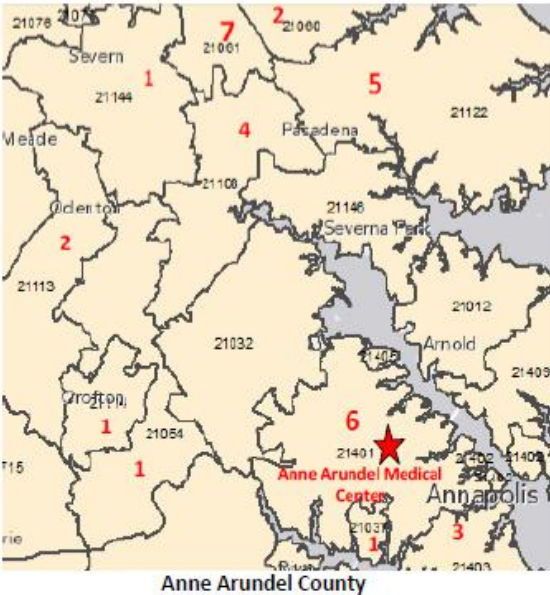 7
2
21076
21061
21060
Severn
1
21144
5
21122
4
Pasadena
Meade
21108
Odenton
21146
Severna Park
2
21113
21012
21032
Arnold
21405
21409
Crofton
1
21054
6
21401
1
Anne Arundel Medical
Center
21402
Annapolis
21037
1
3
21403
Anne Arundel County